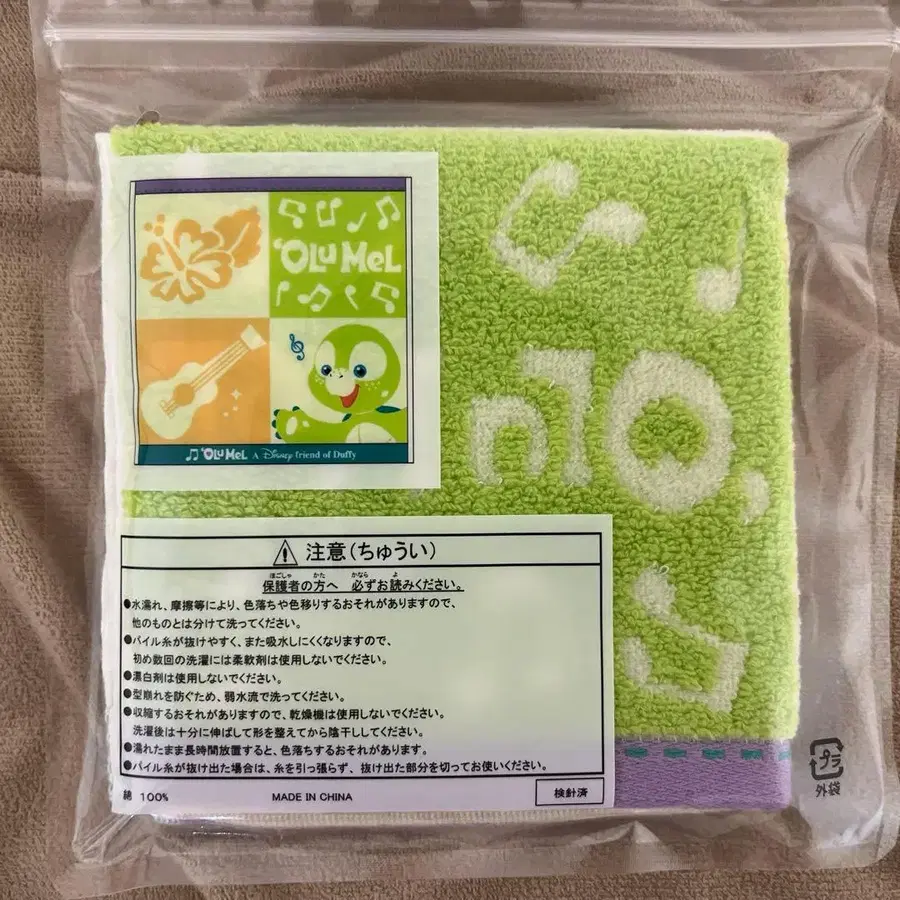 'OLU MEL
'OLU MEL A Disney friend of Duffy
注意(ちゅうい)
ほごしゃ かた かなら よ
保護者の方へ 必ずお読みください。
●水濡れ、摩擦等により、色落ちや色移りするおそれがありますので、
他のものとは分けて洗ってください。
●パイル糸が抜けやすく、また吸水しにくくなりますので、
初め数回の洗濯には柔軟剤は使用しないでください。
●漂白剤は使用しないでください。
●型崩れを防ぐため、弱水流で洗ってください。
●収縮するおそれがありますので、乾燥機は使用しないでください。
洗濯後は十分に伸ばして形を整えてから陰干ししてください。
●濡れたまま長時間放置すると、色落ちするおそれがあります。
●パイル糸が抜け出た場合は、糸を引っ張らず、抜け出た部分を切ってお使いください。
綿 100% MADE IN CHINA 検針済
プラ
外袋
'OLU